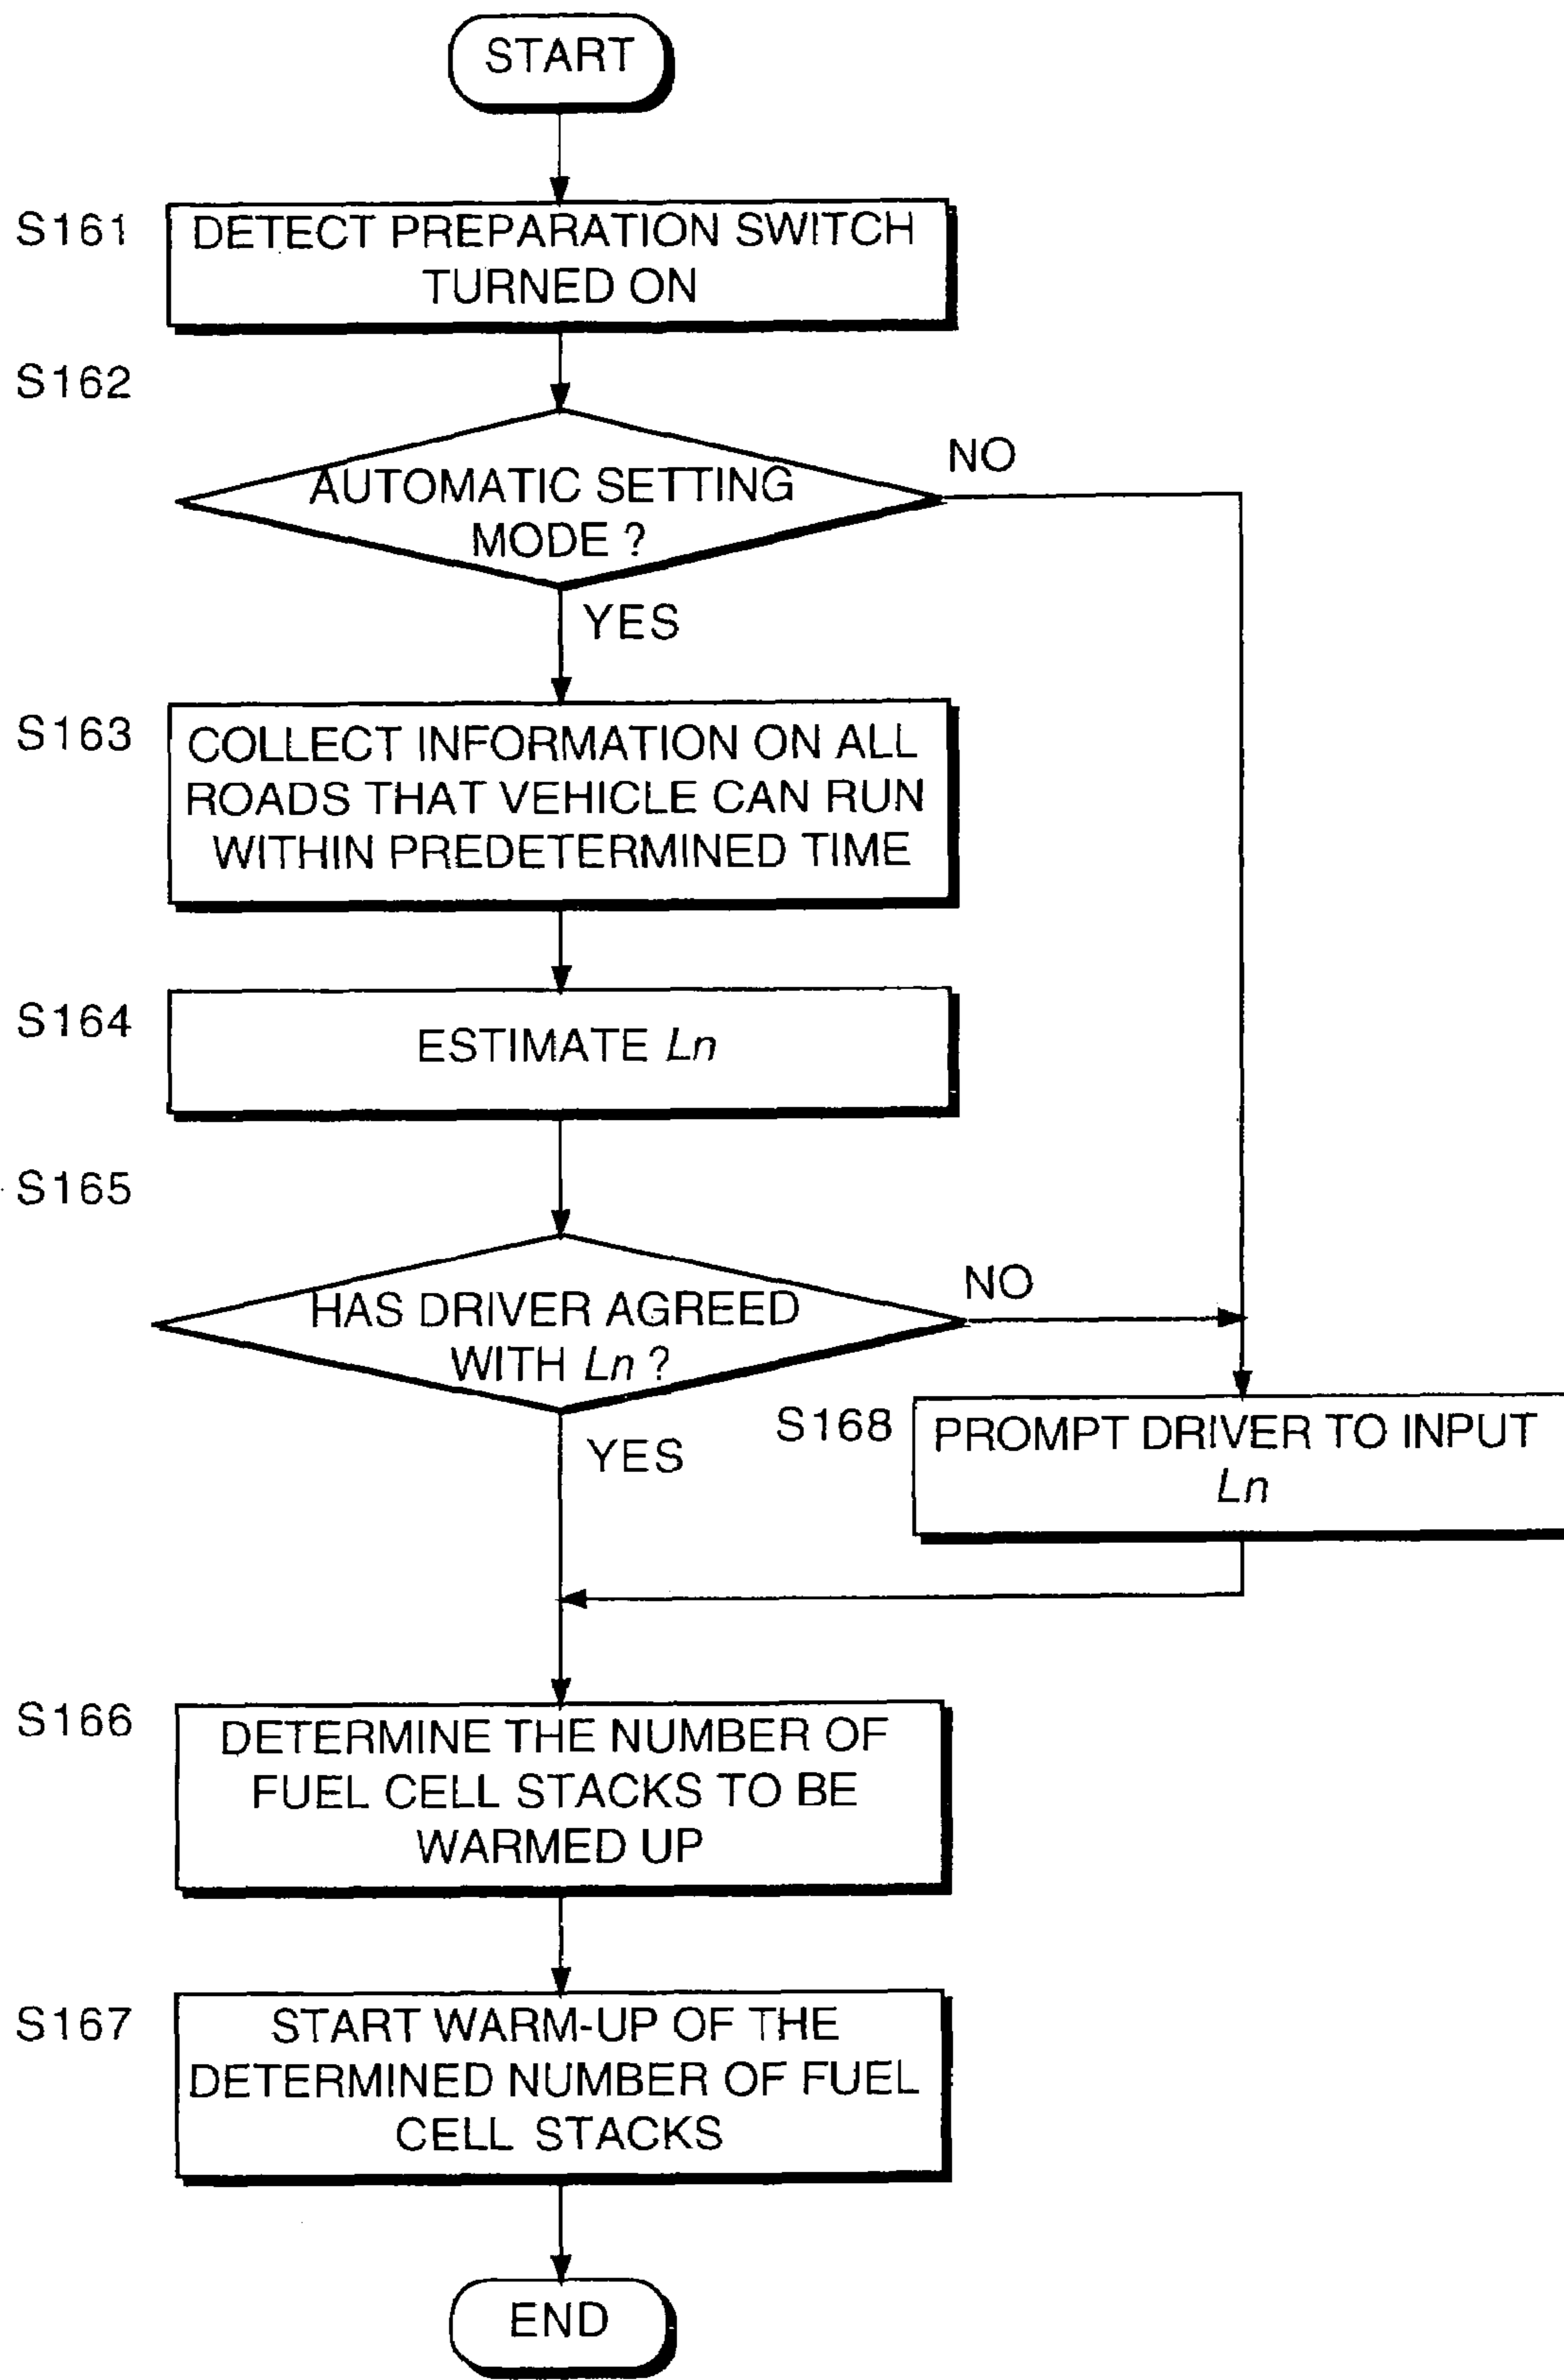 START
S161
DETECT PREPARATION SWITCH
TURNED ON
S162
AUTOMATIC SETTING
MODE ?
NO
YES
S163
COLLECT INFORMATION ON ALL
ROADS THAT VEHICLE CAN RUN
WITHIN PREDETERMINED TIME
S164
ESTIMATE Ln
S165
HAS DRIVER AGREED
WITH Ln ?
NO
YES
S168
PROMPT DRIVER TO INPUT
Ln
S166
DETERMINE THE NUMBER OF
FUEL CELL STACKS TO BE
WARMED UP
S167
START WARM-UP OF THE
DETERMINED NUMBER OF FUEL
CELL STACKS
END